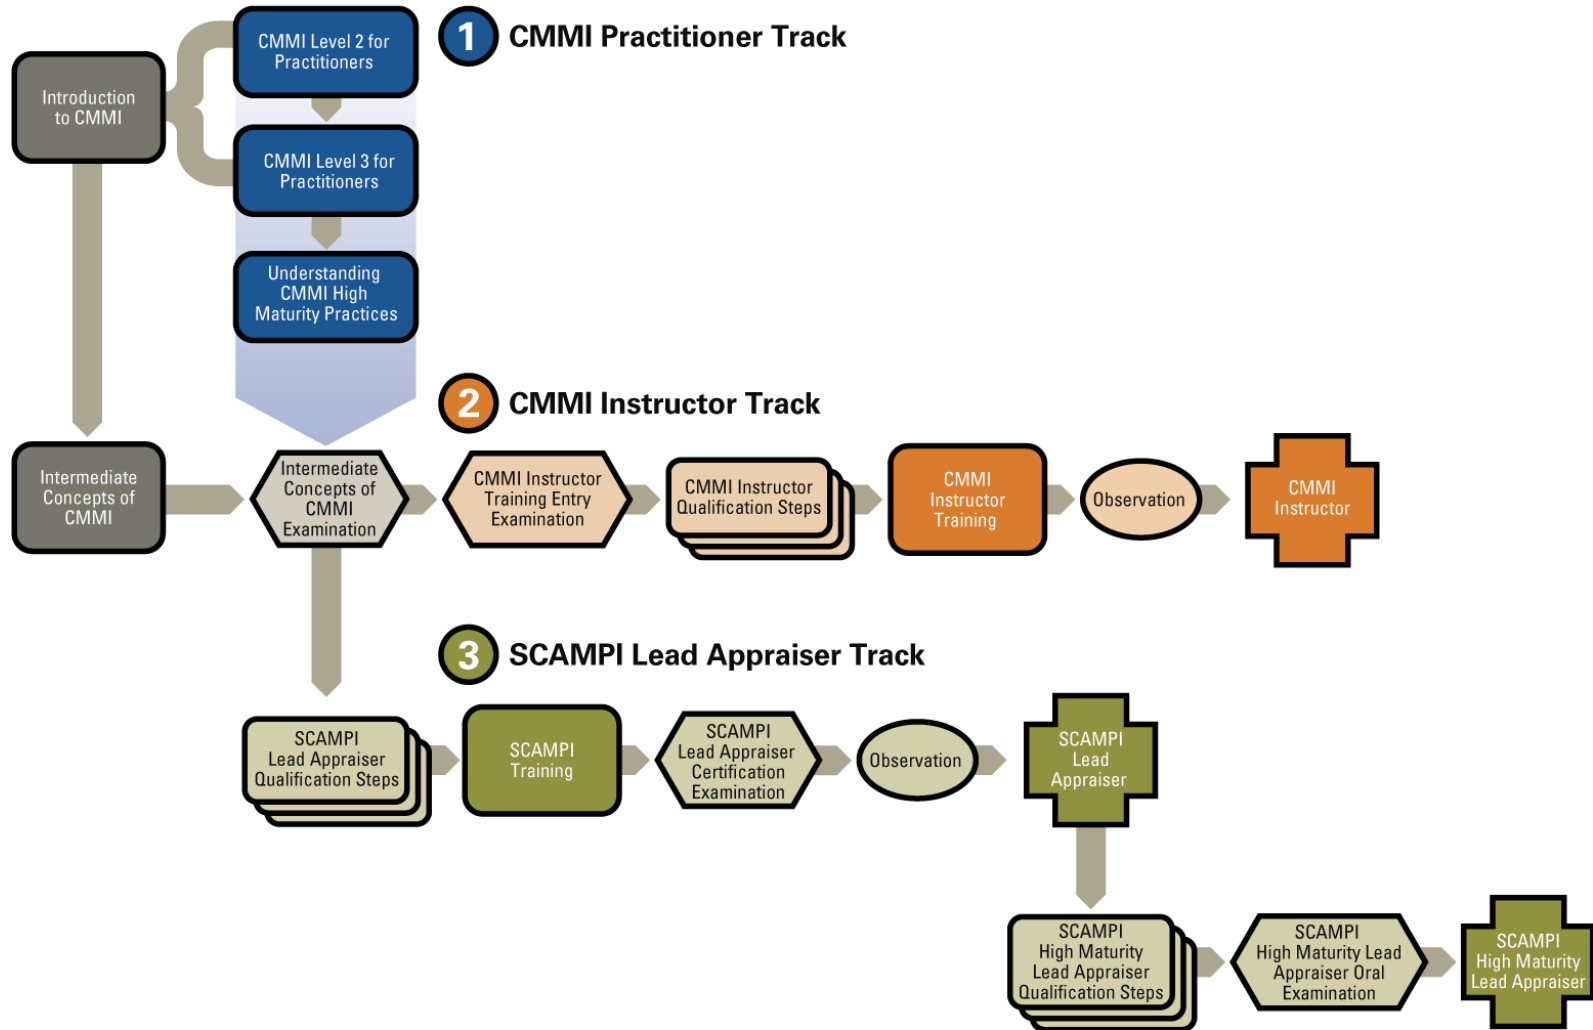 1 CMMI Practitioner Track
CMMI Level 2 for
Practitioners
Introduction
to CMMI
CMMI Level 3 for
Practitioners
Understanding
CMMI High
Maturity Practices
2 CMMI Instructor Track
Intermediate
Concepts of
CMMI
Intermediate
Concepts of
CMMI
Examination
CMMI Instructor
Training Entry
Examination
CMMI Instructor
Qualification Steps
CMMI
Instructor
Training
Observation
CMMI
Instructor
3 SCAMPI Lead Appraiser Track
SCAMPI
Lead Appraiser
Qualification Steps
SCAMPI
Training
SCAMPI
Lead Appraiser
Certification
Examination
Observation
SCAMPI
Lead
Appraiser
SCAMPI
High Maturity
Lead Appraiser
Qualification Steps
SCAMPI
High Maturity Lead
Appraiser Oral
Examination
SCAMPI
High Maturity
Lead Appraiser